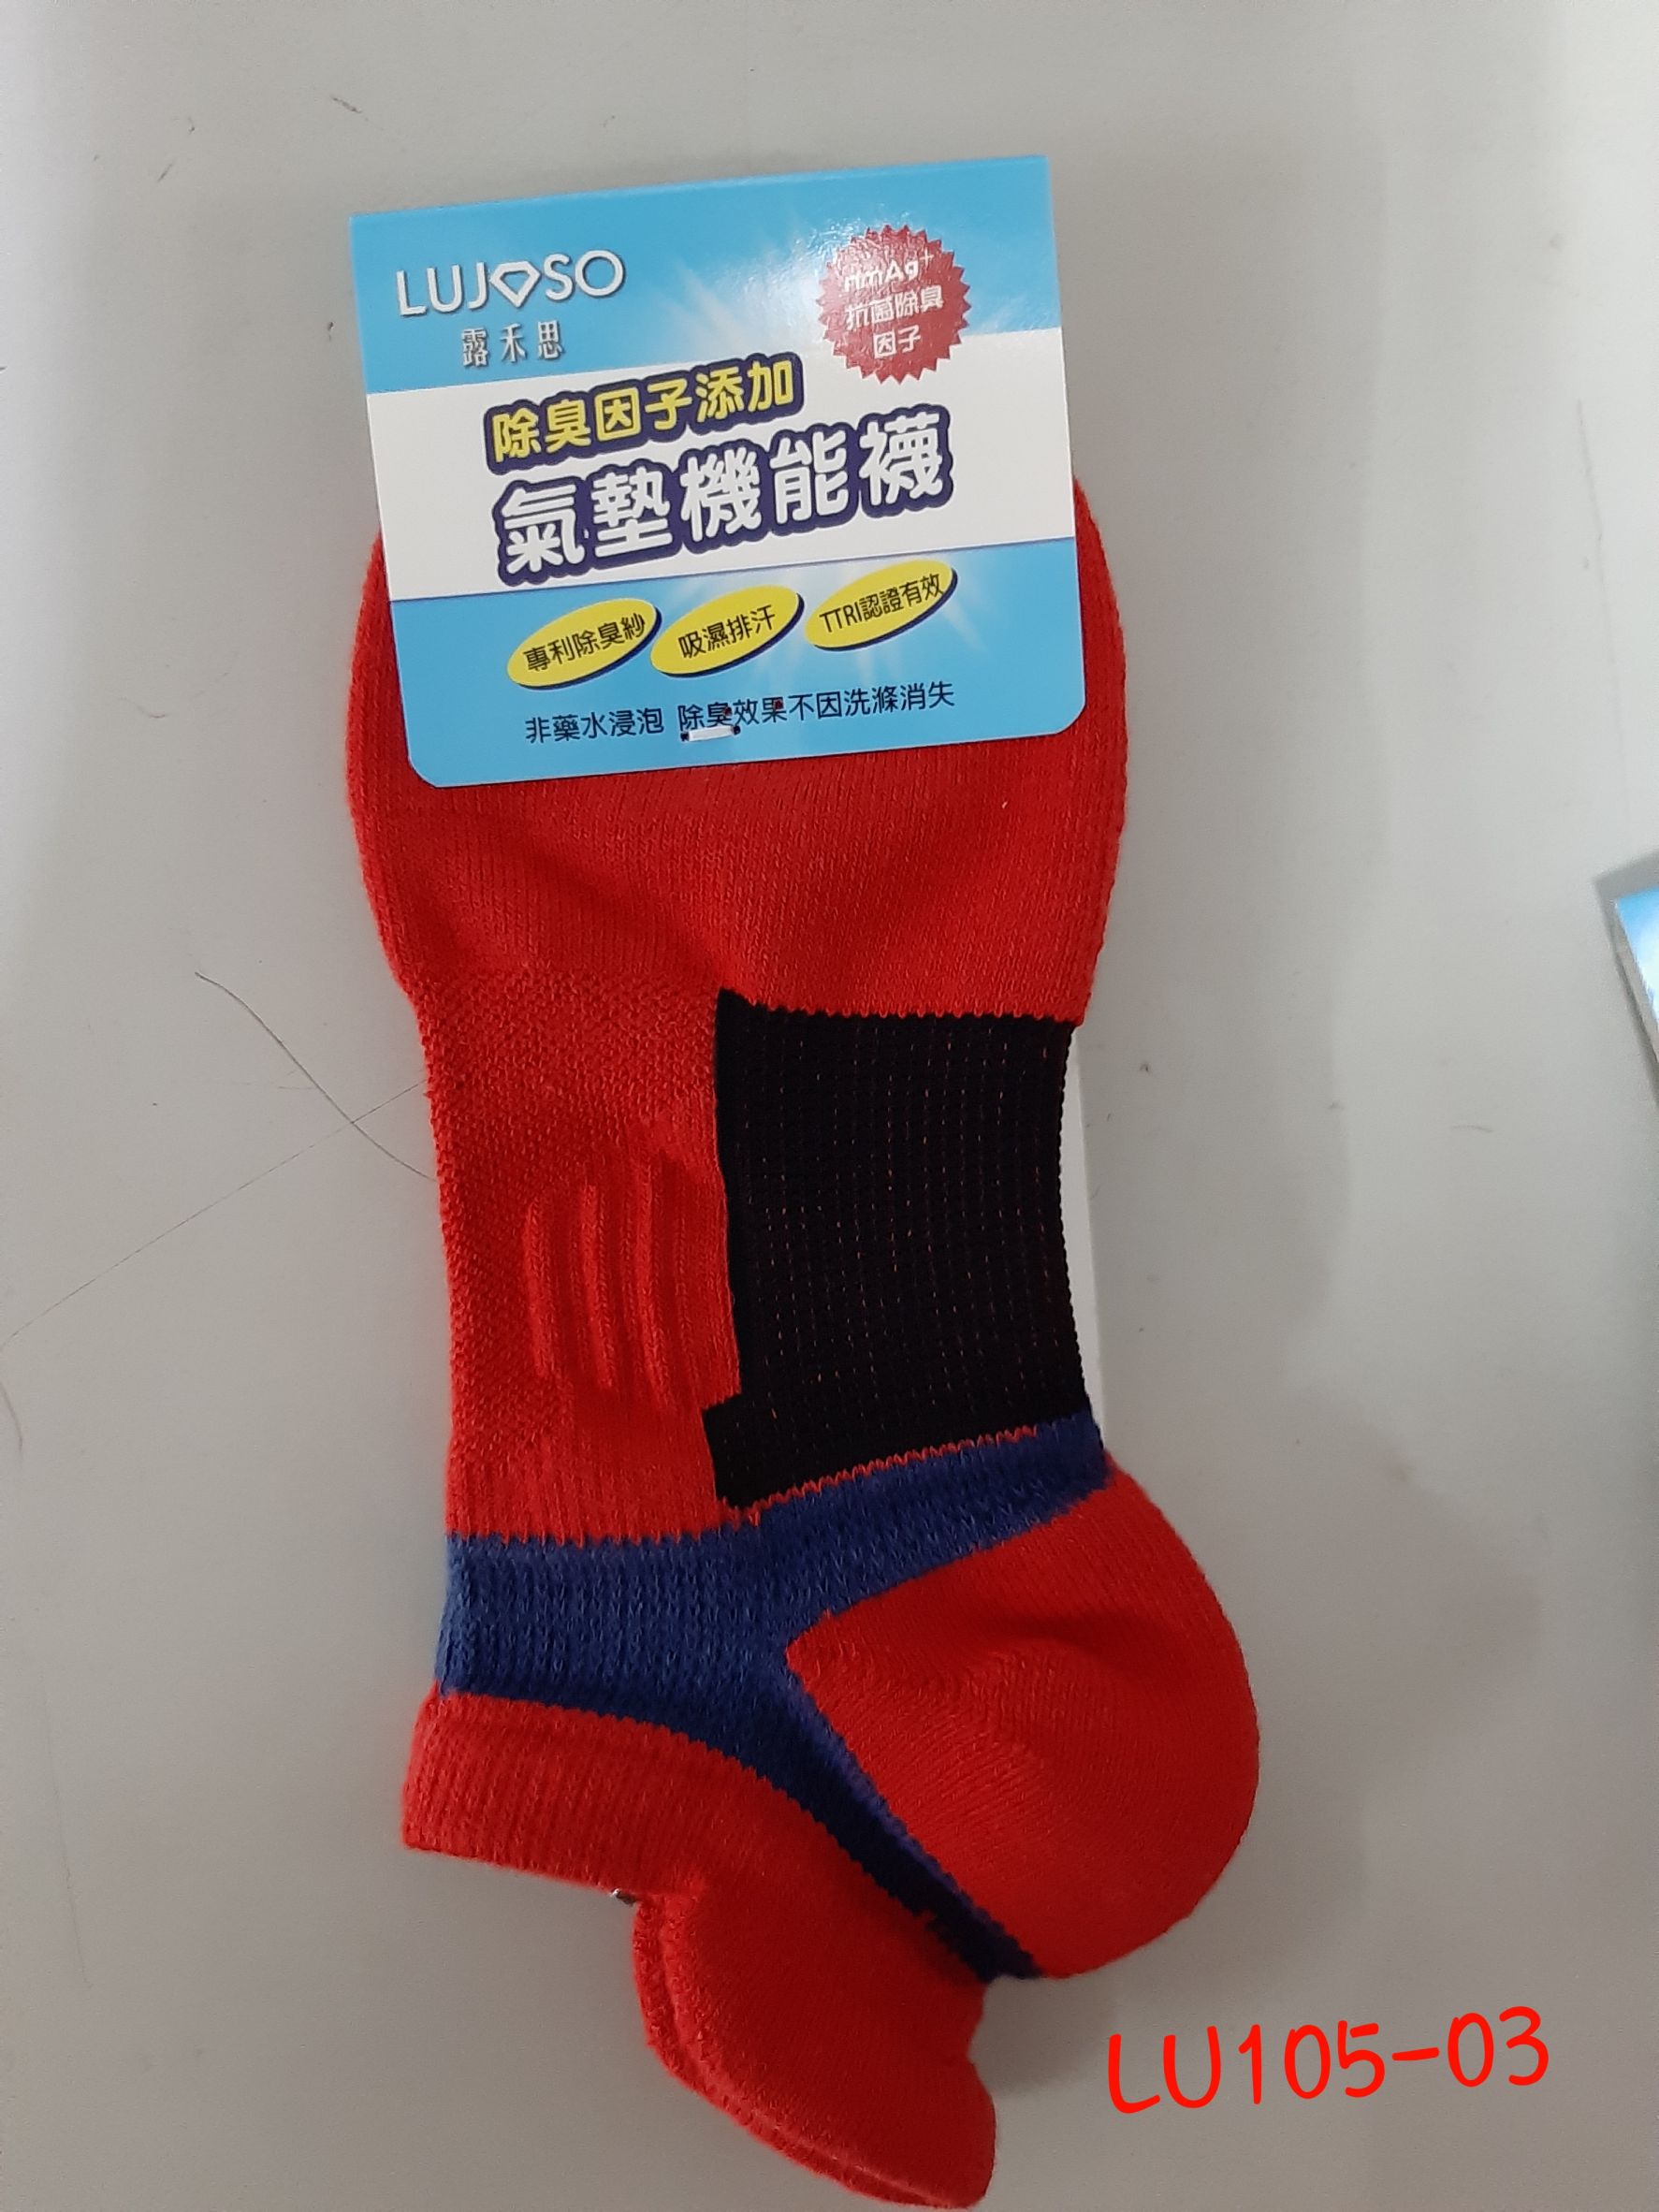 LUJOSO
露禾思
nmAg+
抗菌除臭
因子
除臭因子添加
氣墊機能襪
專利除臭紗
吸濕排汗
TTRI認證有效
非藥水浸泡 除臭效果不因洗滌消失
LU105-03